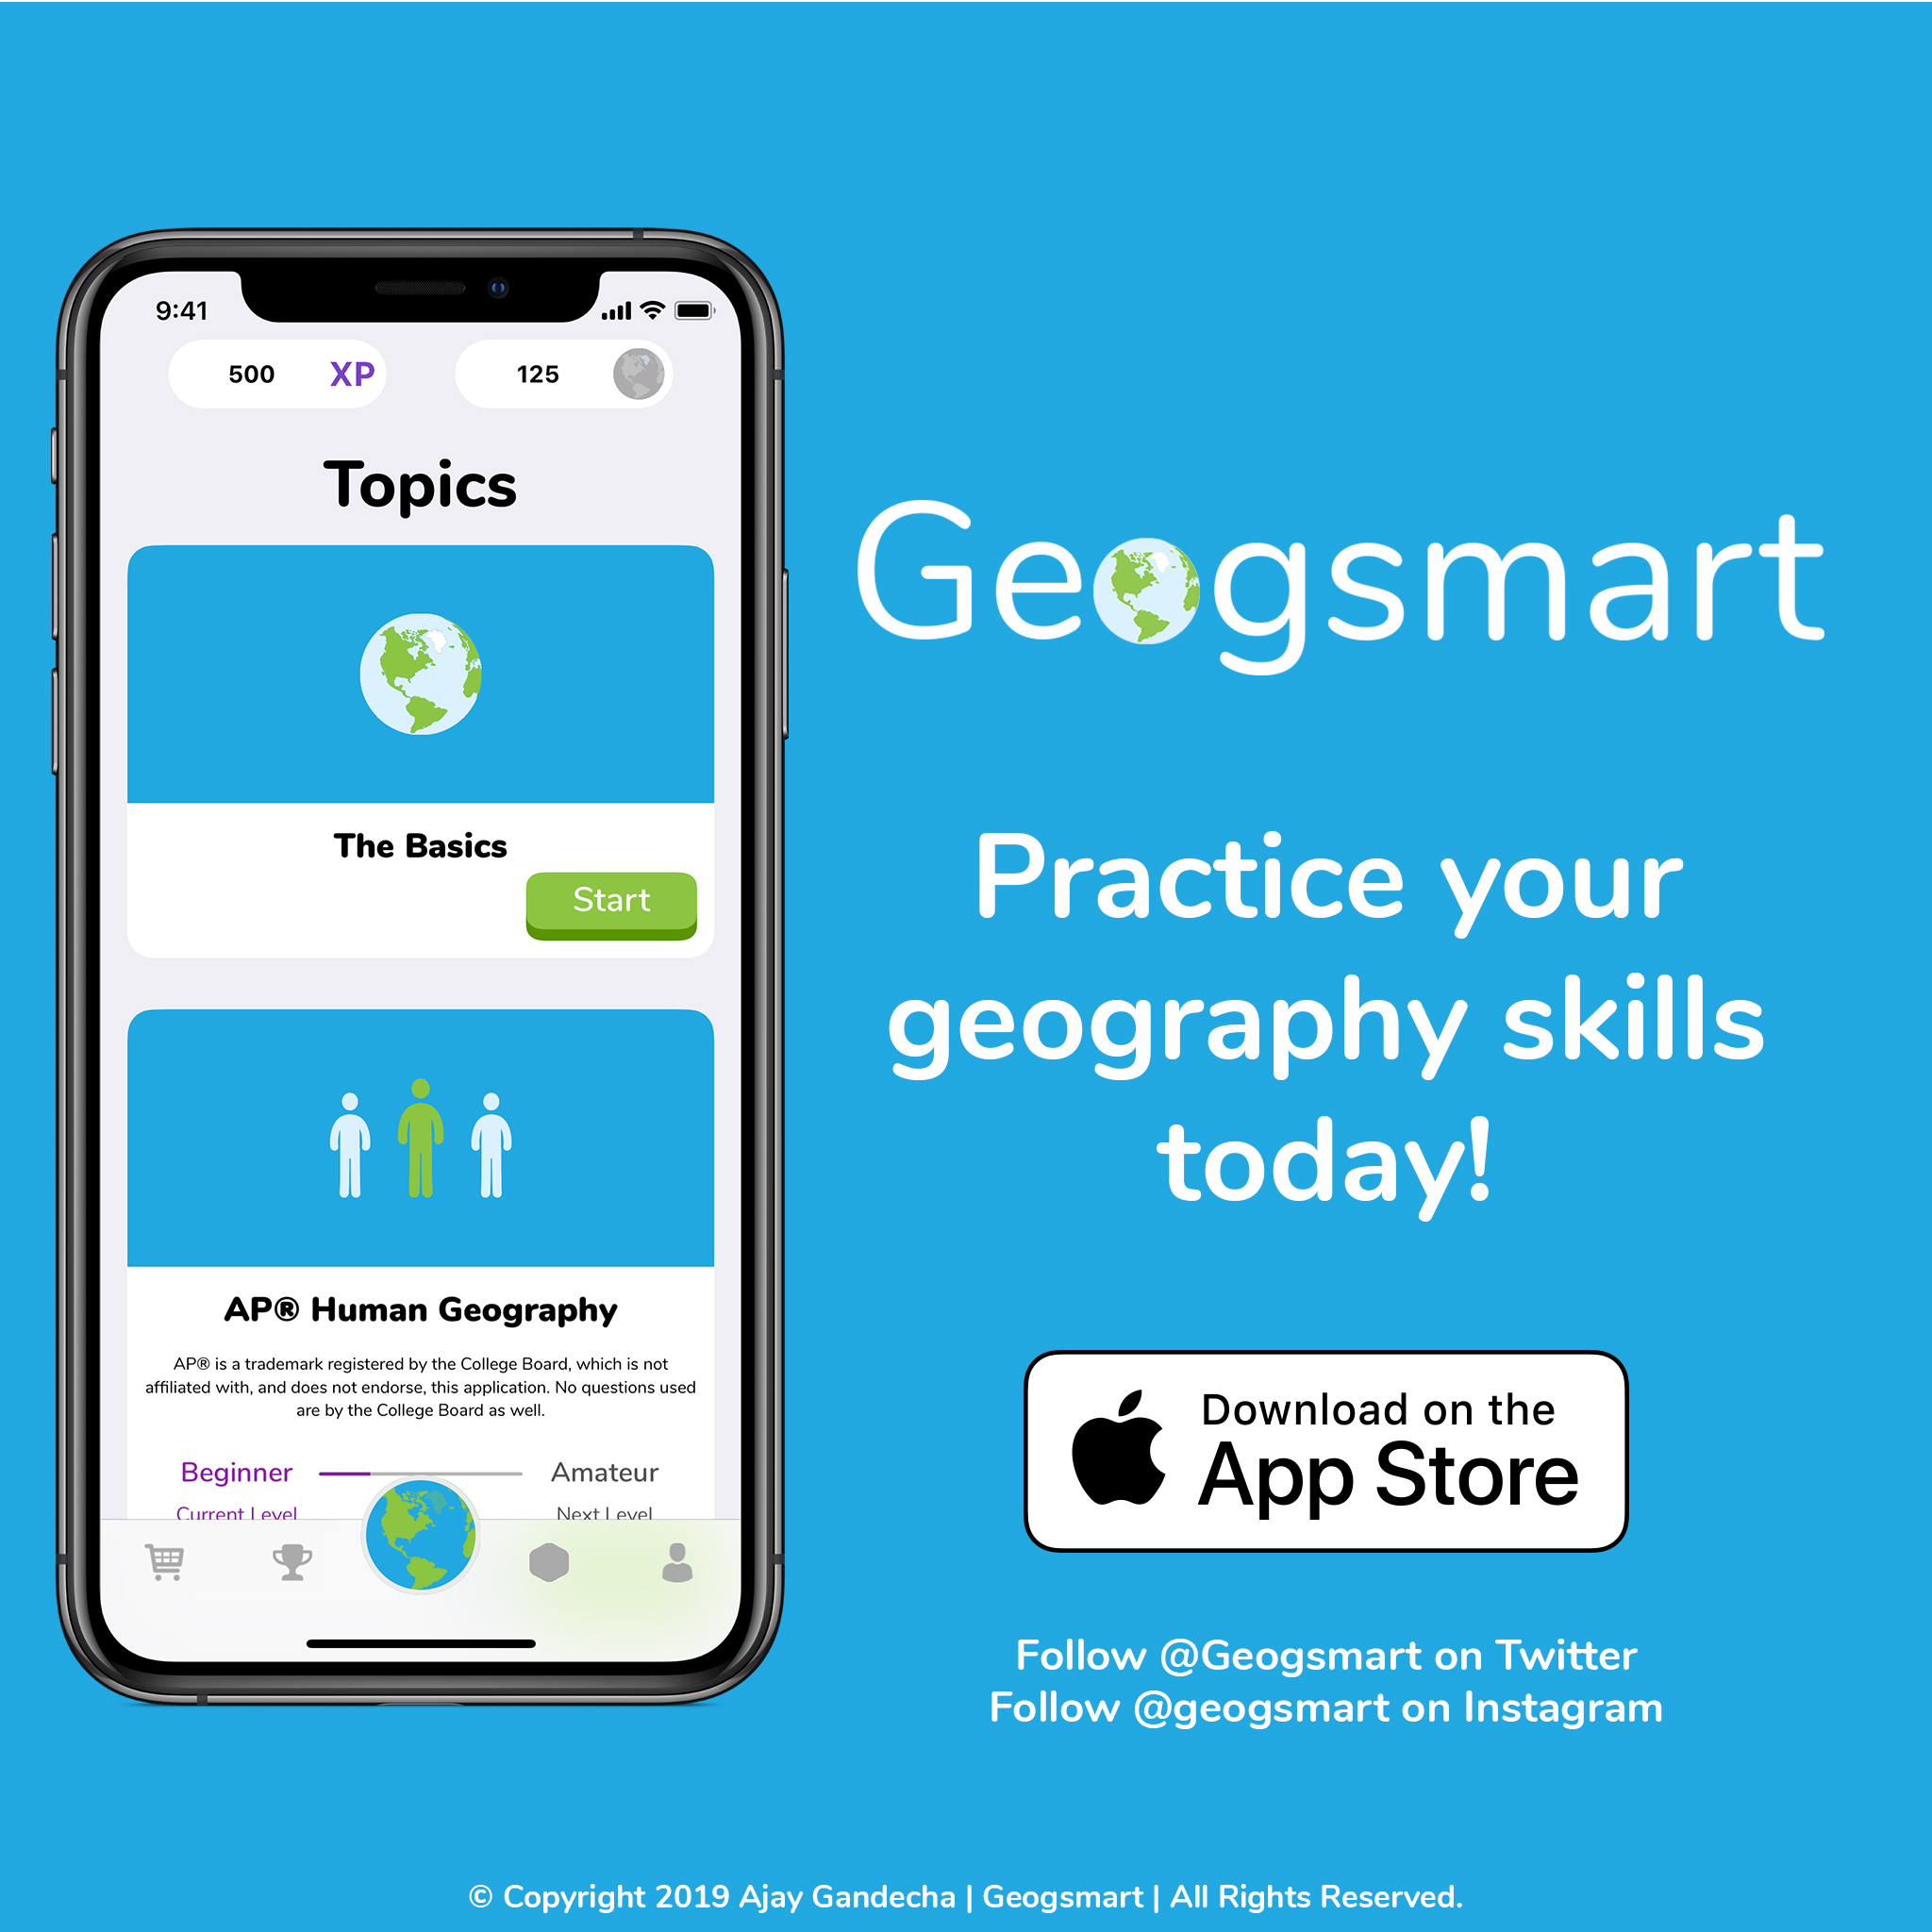 9:41
500 XP
125
Topics
The Basics
Start
AP® Human Geography
AP® is a trademark registered by the College Board, which is not
affiliated with, and does not endorse, this application. No questions used
are by the College Board as well.
Beginner
Amateur
Current Level
Next Level
Geogsmart
Practice your
geography skills
today!
Download on the
App Store
Follow @Geogsmart on Twitter
Follow @geogsmart on Instagram
© Copyright 2019 Ajay Gandecha | Geogsmart | All Rights Reserved.